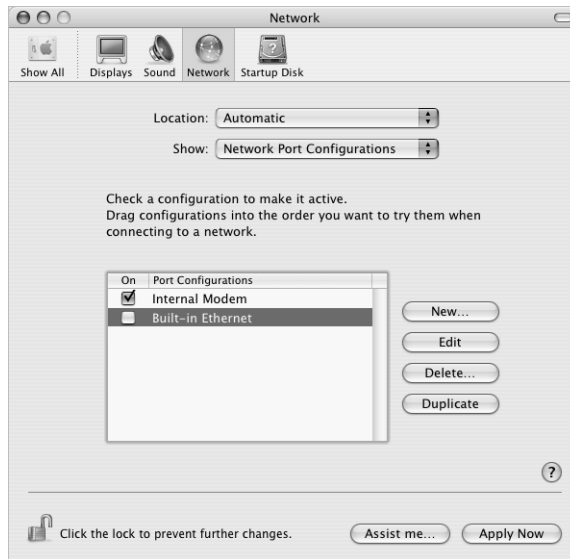 Network
Show All Displays Sound Network Startup Disk
Location: Automatic
Show: Network Port Configurations
Check a configuration to make it active.
Drag configurations into the order you want to try them when
connecting to a network.
On Port Configurations
Internal Modem
Built-in Ethernet
New...
Edit
Delete...
Duplicate
?
Click the lock to prevent further changes. Assist me... Apply Now